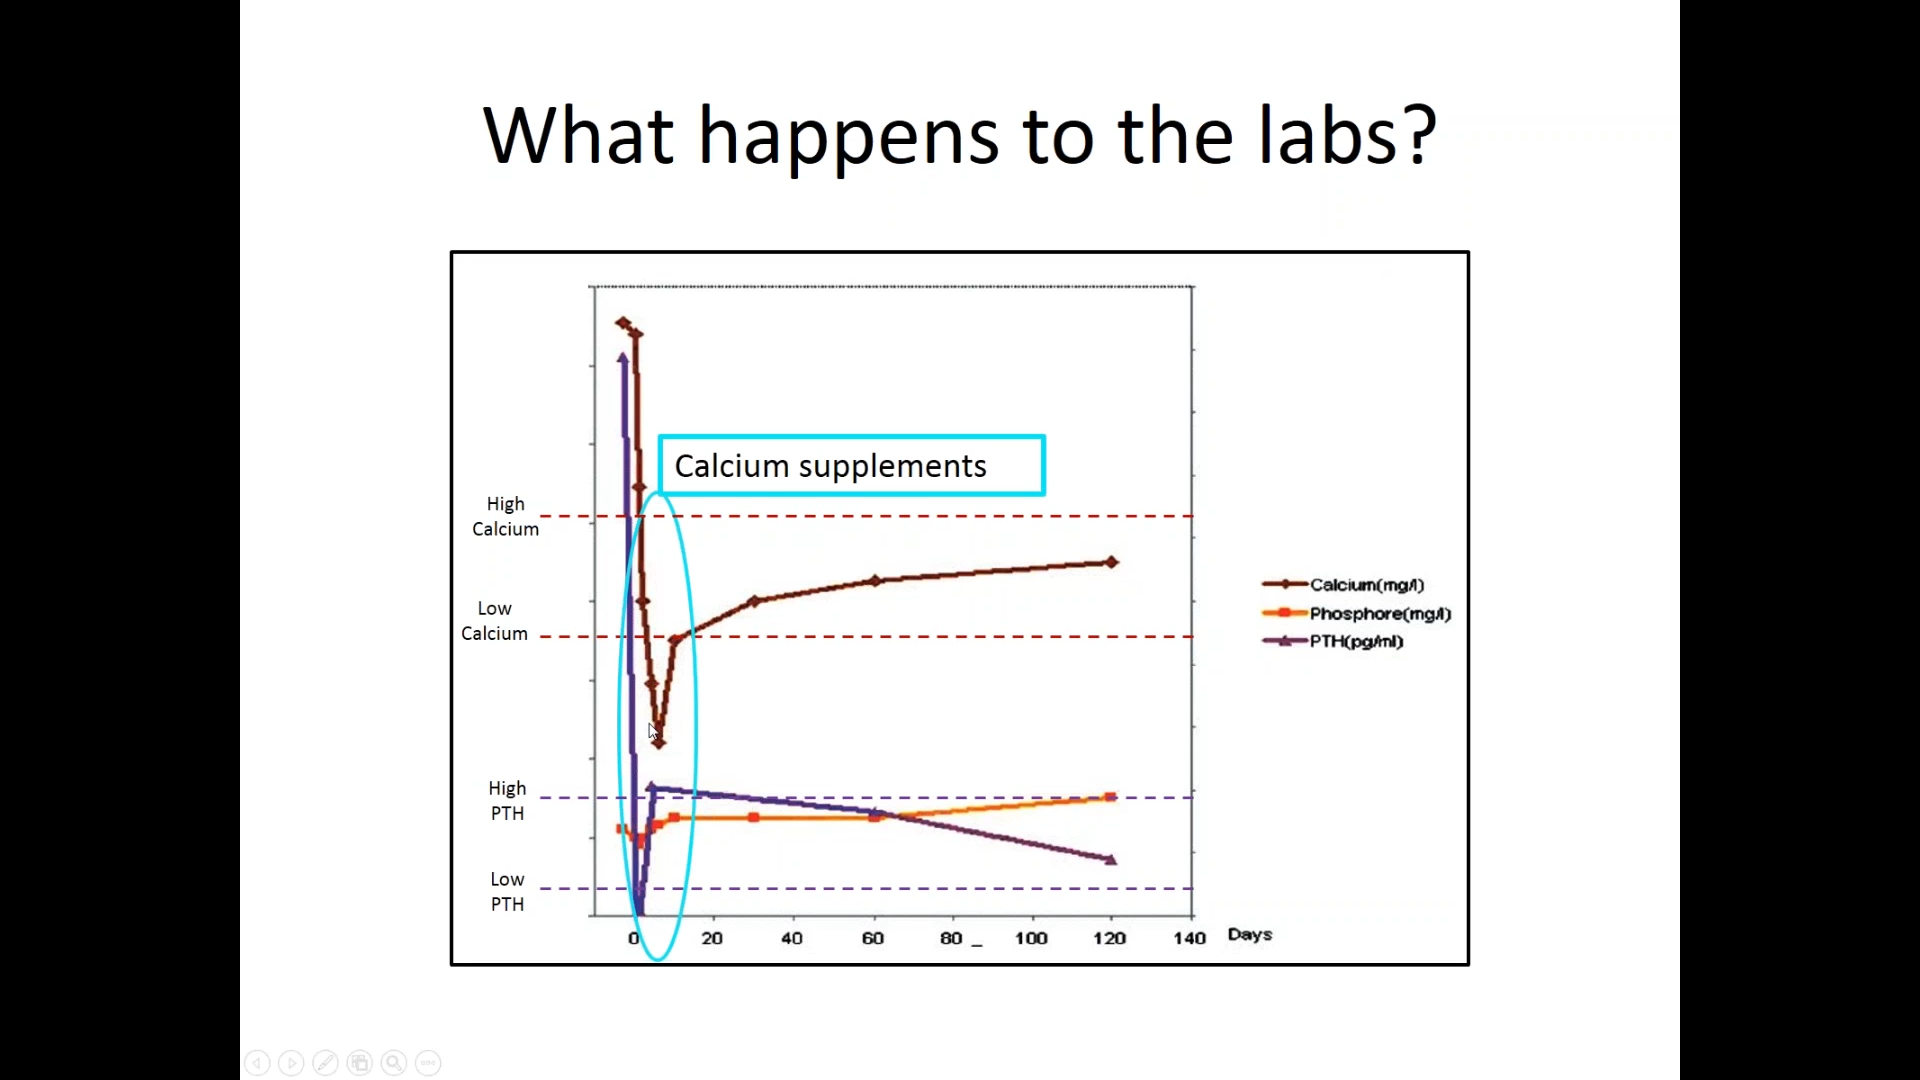 What happens to the labs?
Calcium supplements
High
Calcium
Low
Calcium
High
PTH
Low
PTH
Calcium(mg/l)
Phosphore(mg/l)
PTH(pg/ml)
0 20 40 60 80 _ 100 120 140 Days